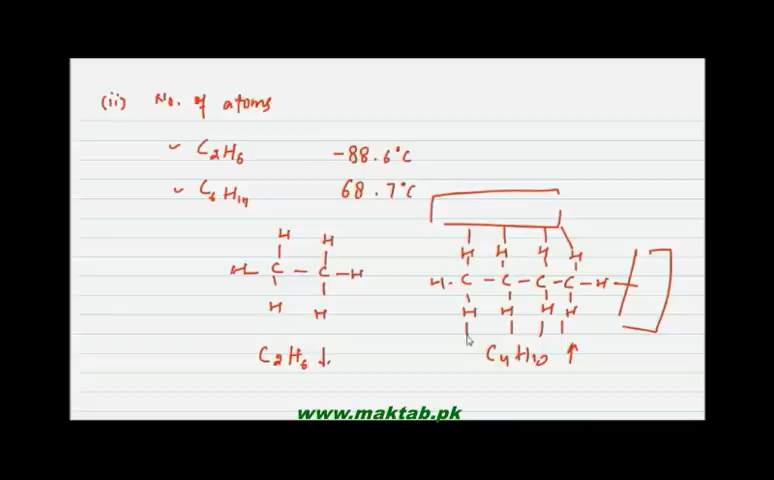 (ii) No. of atoms
C2H6 -88.6°C
C6H14 68.7°C
H H
H - C - C - H
H H
C2H6 ↓
H H H H
H - C - C - C - C - H -
H H H H
C4H10 ↑
www.maktab.pk